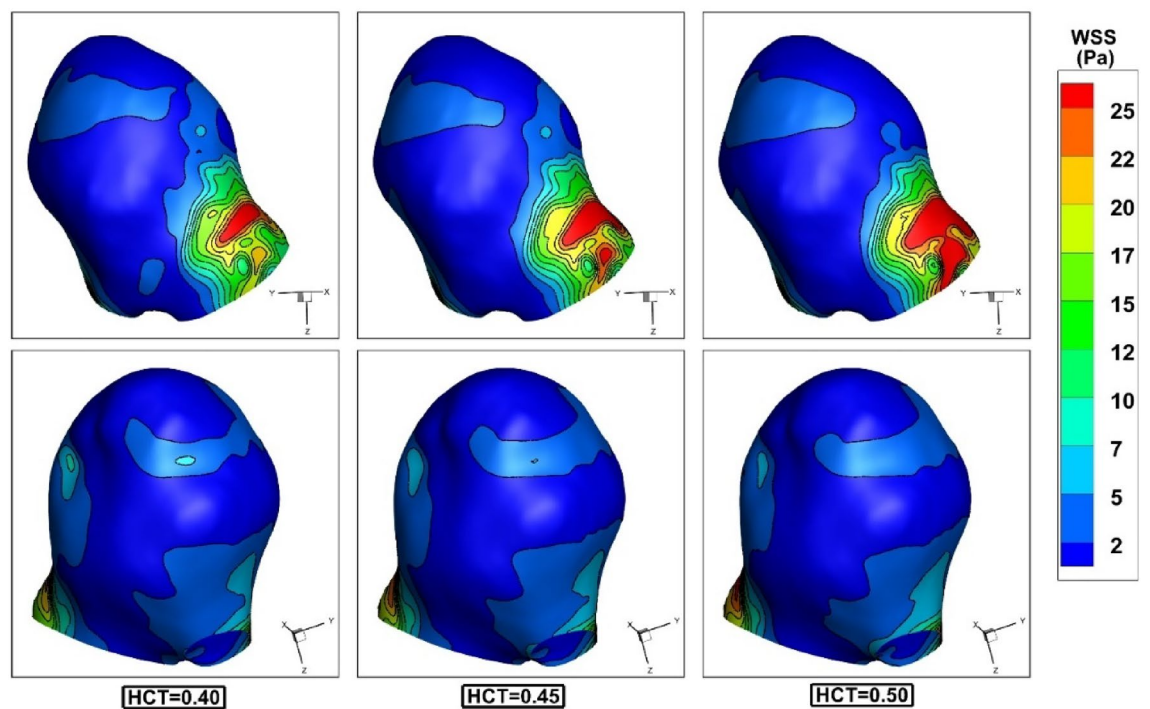 WSS
(Pa)
25
22
20
17
15
12
10
7
5
2
Y X
Z
Y X
Z
Y X
Z
X Y
Z
X Y
Z
X Y
Z
HCT=0.40
HCT=0.45
HCT=0.50